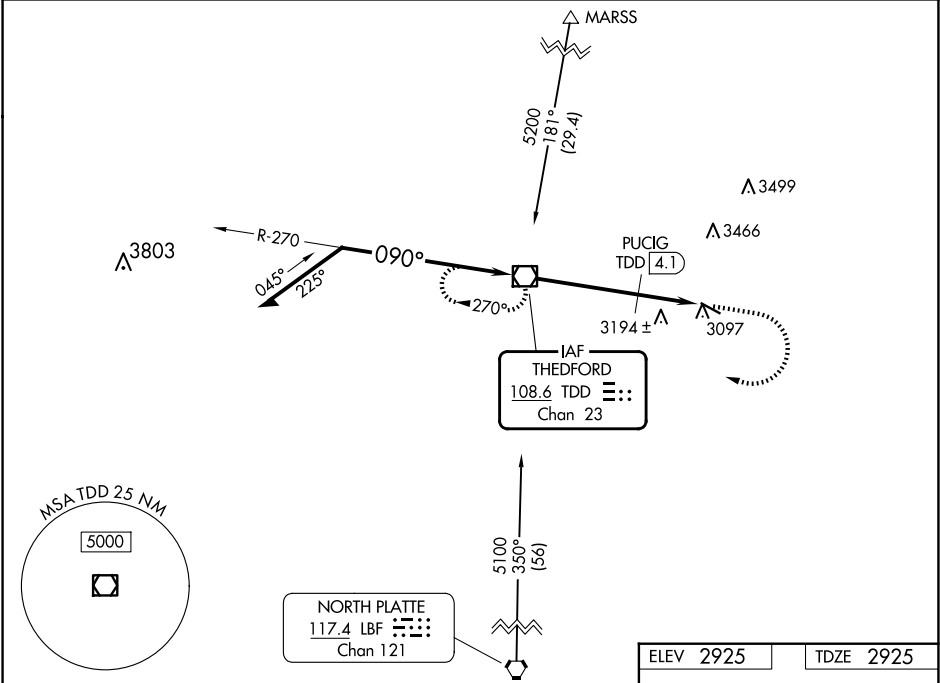 MARSS
5200
181°
(29.4)
3499
3466
3803
R-270
090°
045°
225°
270°
PUCIG
TDD 4.1
3194 ±
3097
IAF
THEDFORD
108.6 TDD
Chan 23
MSA TDD 25 NM
5000
5100
350°
(56)
NORTH PLATTE
117.4 LBF
Chan 121
ELEV 2925
TDZE 2925